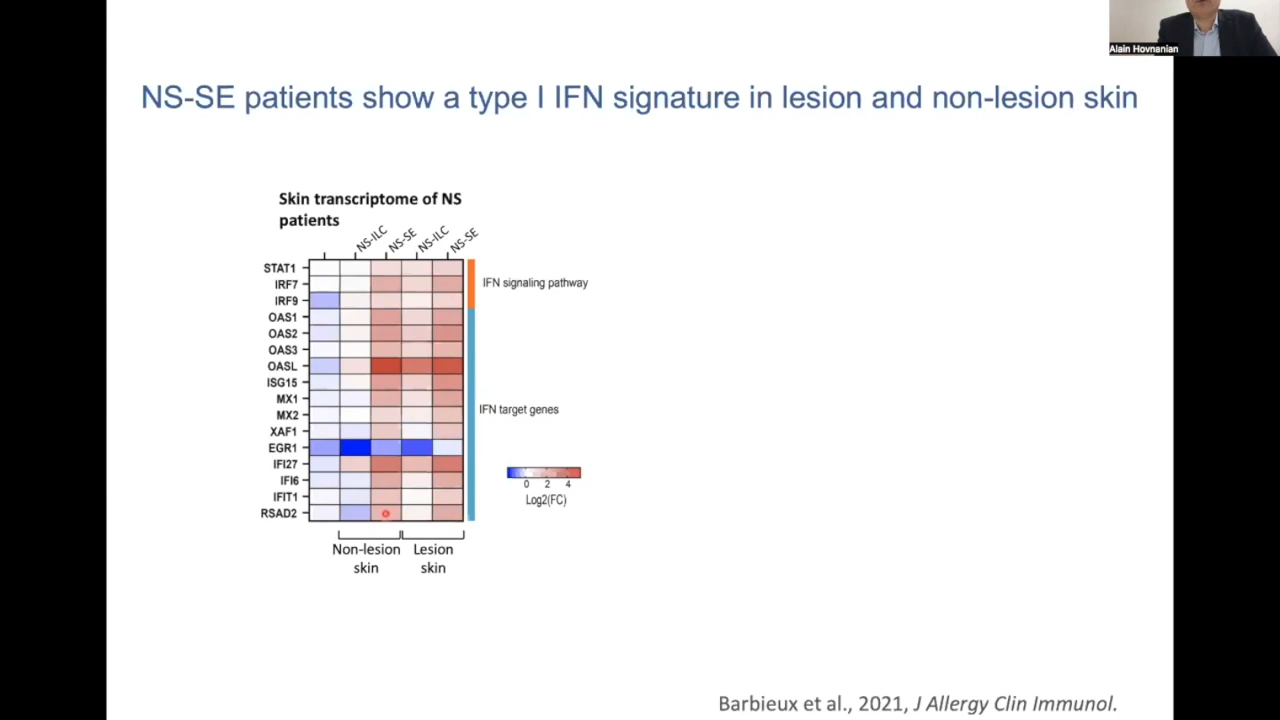 Alain Hovnanian
NS-SE patients show a type I IFN signature in lesion and non-lesion skin
Skin transcriptome of NS
patients
NS-ILC
NS-SE
NS-ILC
NS-SE
STAT1
IRF7
IRF9
OAS1
OAS2
OAS3
OASL
ISG15
MX1
MX2
XAF1
EGR1
IFI27
IFI6
IFIT1
RSAD2
IFN signaling pathway
IFN target genes
0 2 4
Log2(FC)
Non-lesion
skin
Lesion
skin
Barbieux et al., 2021, J Allergy Clin Immunol.